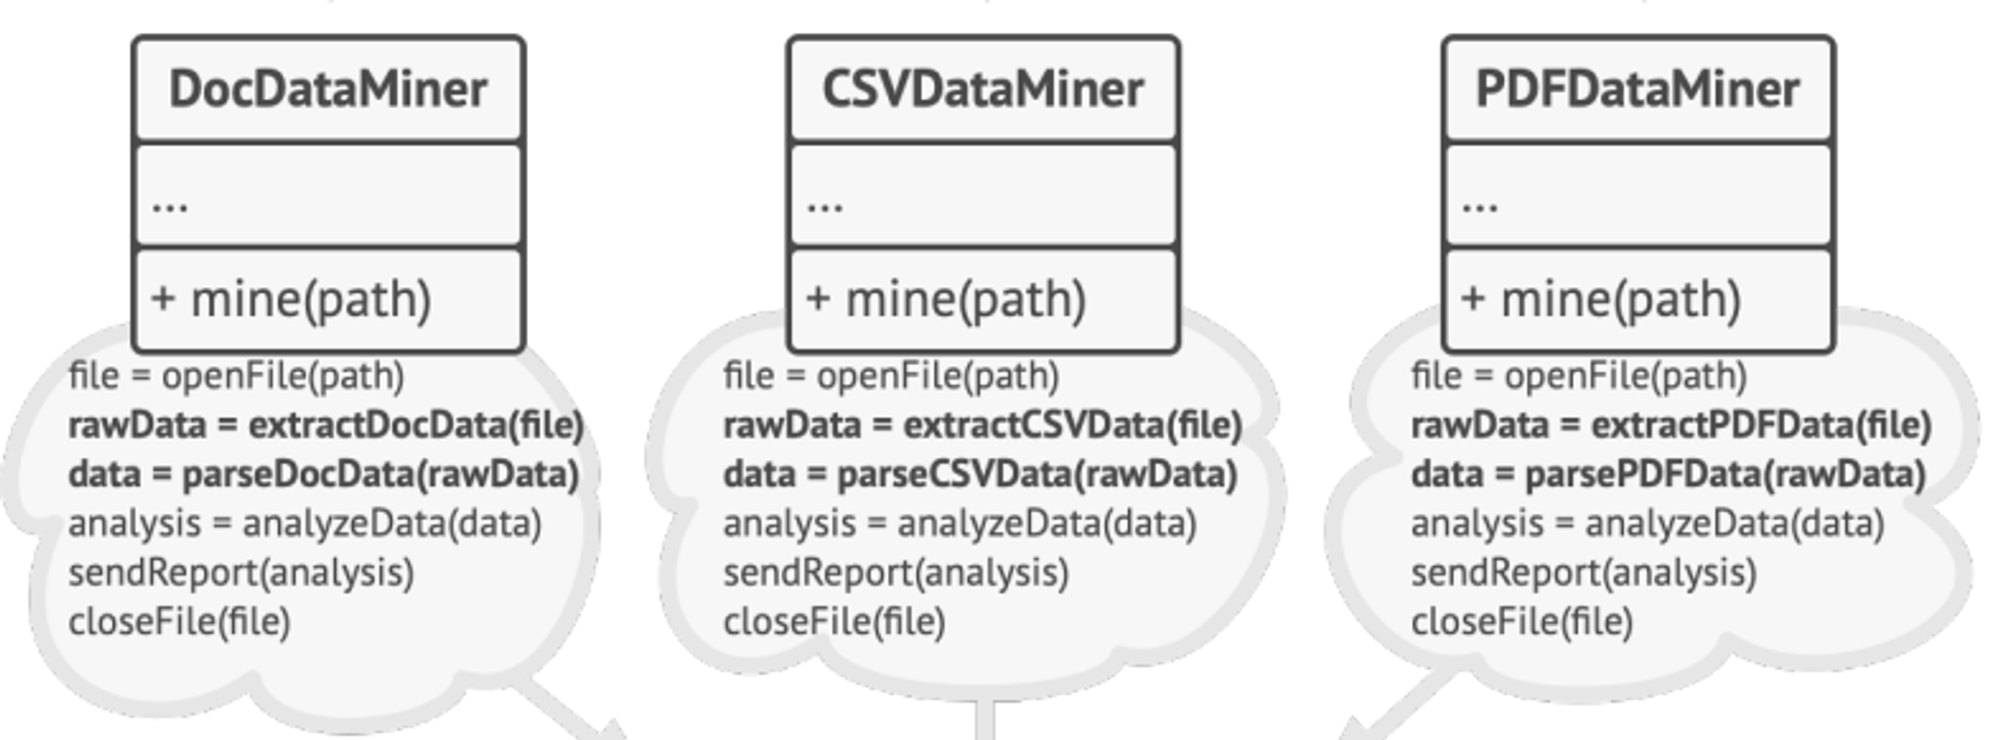 DocDataMiner
...
+ mine(path)
file = openFile(path)
rawData = extractDocData(file)
data = parseDocData(rawData)
analysis = analyzeData(data)
sendReport(analysis)
closeFile(file)
CSVDataMiner
...
+ mine(path)
file = openFile(path)
rawData = extractCSVData(file)
data = parseCSVData(rawData)
analysis = analyzeData(data)
sendReport(analysis)
closeFile(file)
PDFDataMiner
...
+ mine(path)
file = openFile(path)
rawData = extractPDFData(file)
data = parsePDFData(rawData)
analysis = analyzeData(data)
sendReport(analysis)
closeFile(file)